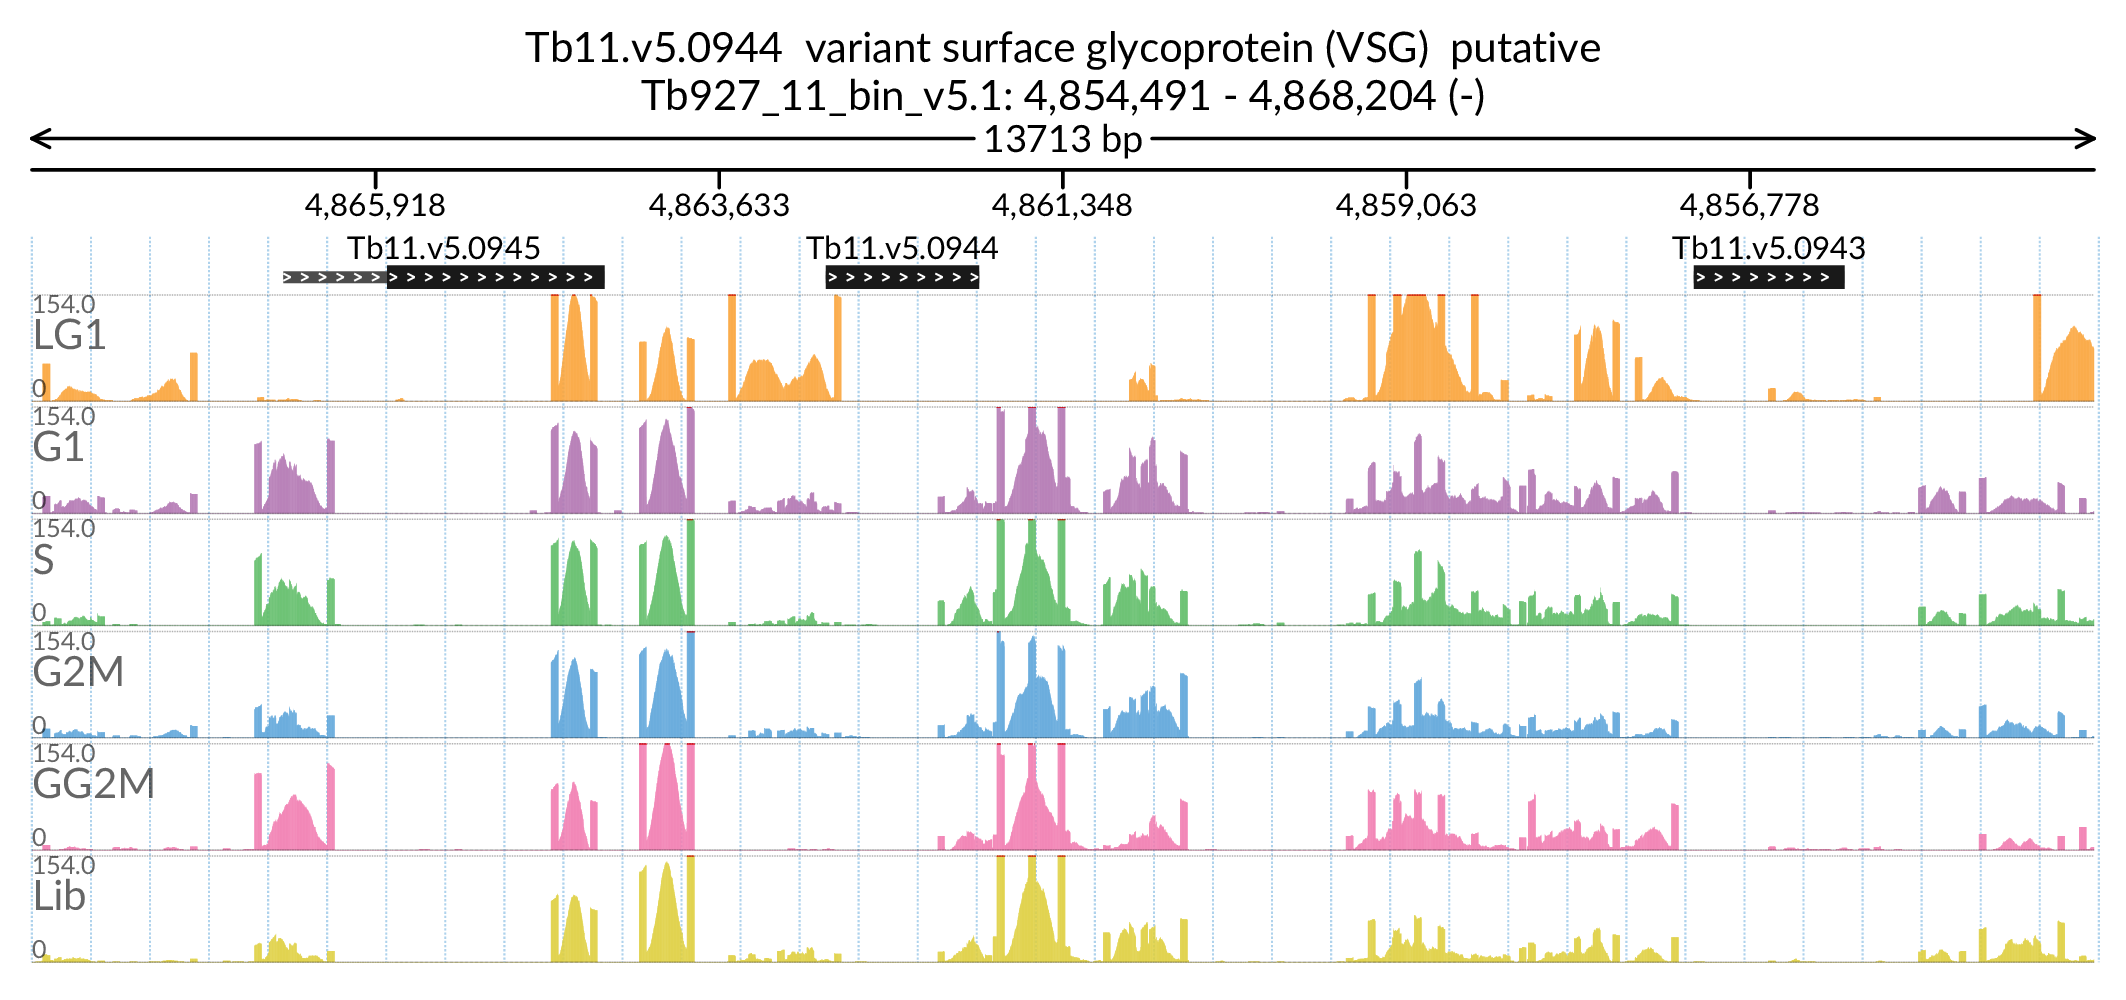 Tb11.v5.0944  variant surface glycoprotein (VSG)  putative
Tb927_11_bin_v5.1: 4,854,491 - 4,868,204 (-)
13713 bp
4,865,918 4,863,633 4,861,348 4,859,063 4,856,778
Tb11.v5.0945 Tb11.v5.0944 Tb11.v5.0943
154.0
LG1
0
154.0
G1
0
154.0
S
0
154.0
G2M
0
154.0
GG2M
0
154.0
Lib
0